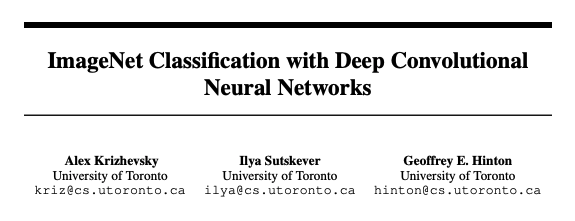 ImageNet Classification with Deep Convolutional
Neural Networks
Alex Krizhevsky
University of Toronto
kriz@cs.utoronto.ca
Ilya Sutskever
University of Toronto
ilya@cs.utoronto.ca
Geoffrey E. Hinton
University of Toronto
hinton@cs.utoronto.ca